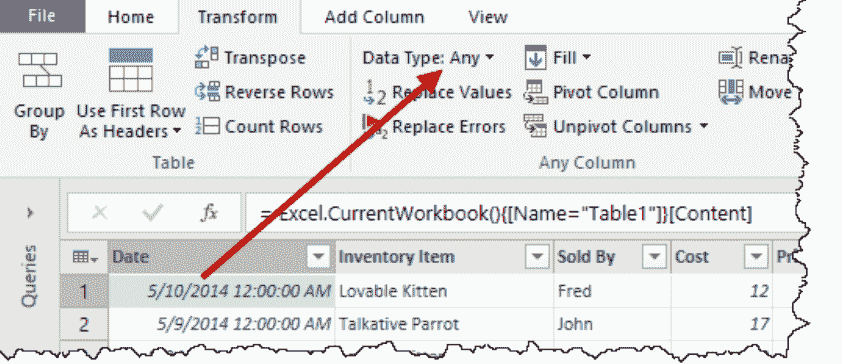 File Home Transform Add Column View
Transpose Data Type: Any Fill
Reverse Rows 1 2 Replace Values Pivot Column Move
Group By Use First Row As Headers
Count Rows Replace Errors Unpivot Columns
Table Any Column
fx = Excel.CurrentWorkbook(){[Name="Table1"]}[Content]
Queries
Date Inventory Item Sold By Cost
1 5/10/2014 12:00:00 AM Lovable Kitten Fred 12
2 5/9/2014 12:00:00 AM Talkative Parrot John 17